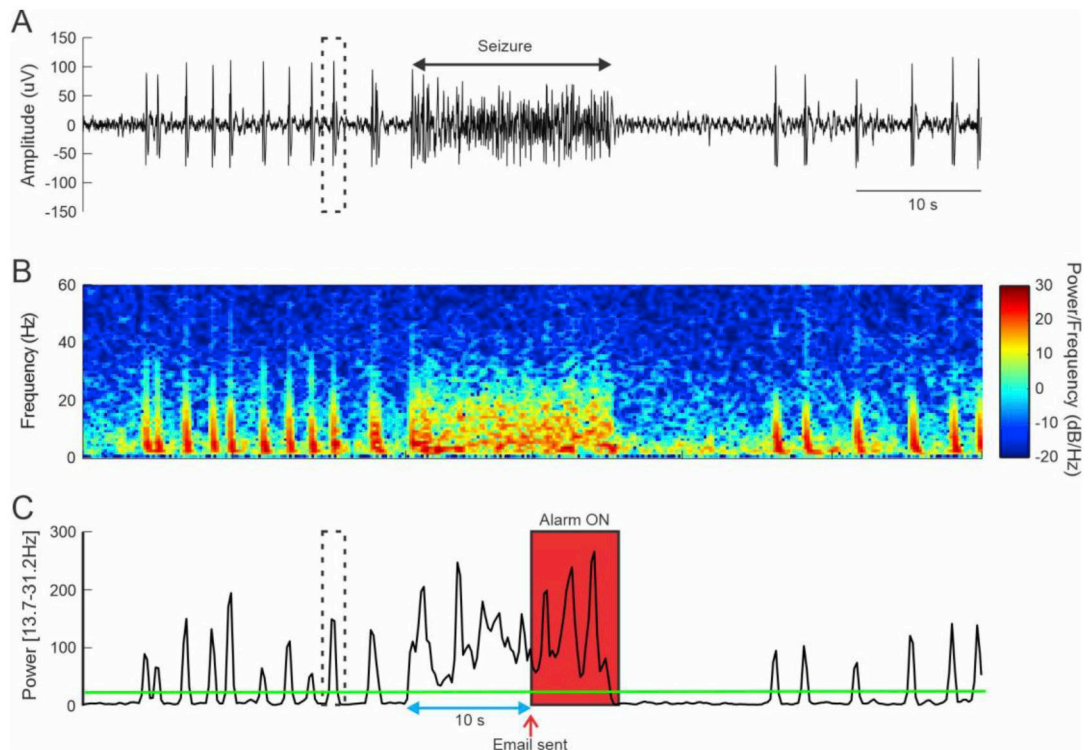 A
150
100
50
0
-50
-100
-150
Amplitude (uV)
Seizure
10 s
B
60
40
20
0
Frequency (Hz)
30
20
10
0
-10
-20
Power/Frequency (dB/Hz)
C
300
200
100
0
Power [13.7-31.2Hz]
Alarm ON
10 s
Email sent